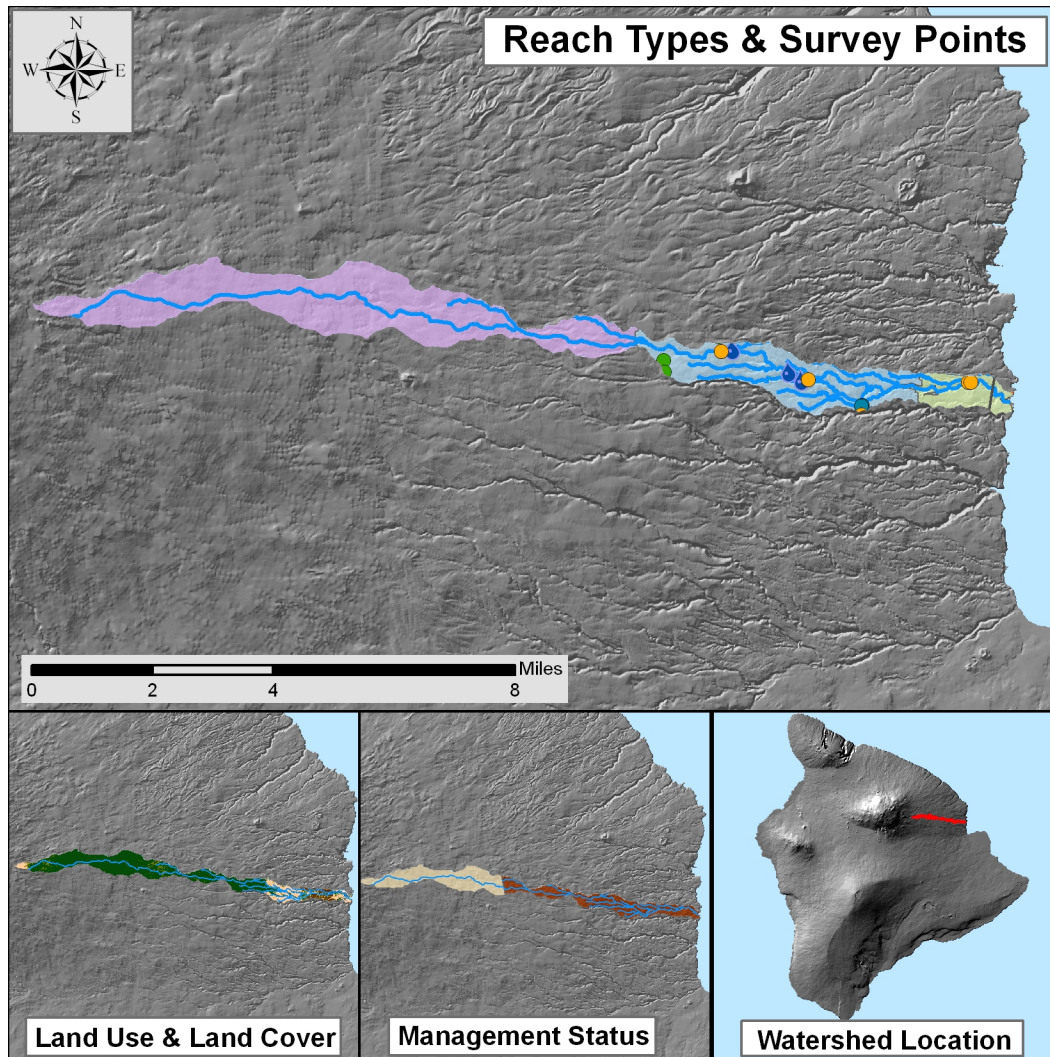 Reach Types & Survey Points
N
W E
S
Miles
0 2 4 8
Land Use & Land Cover
Management Status
Watershed Location